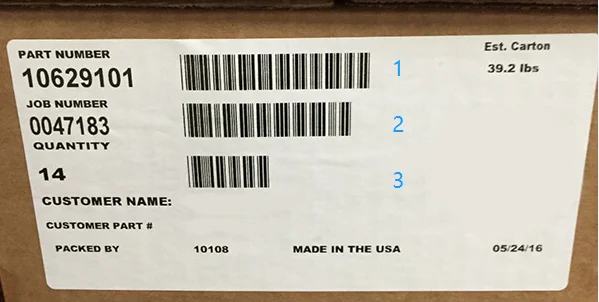 PART NUMBER
10629101
1
Est. Carton
39.2 lbs
JOB NUMBER
0047183
2
QUANTITY
14
3
CUSTOMER NAME:
CUSTOMER PART #
PACKED BY 10108 MADE IN THE USA 05/24/16